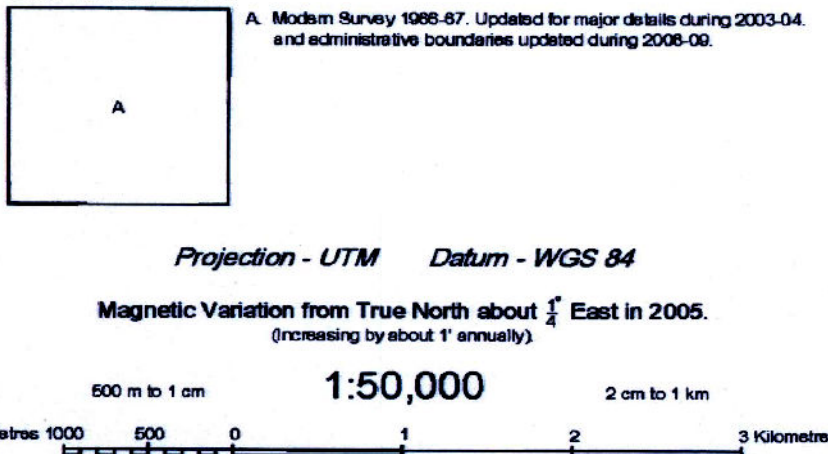 A. Modern Survey 1966-67. Updated for major details during 2003-04.
and administrative boundaries updated during 2008-09.
A
Projection - UTM Datum - WGS 84
Magnetic Variation from True North about 1/4° East in 2005.
(Increasing by about 1' annually).
500 m to 1 cm 1:50,000 2 cm to 1 km
etres 1000 500 0 1 2 3 Kilometre